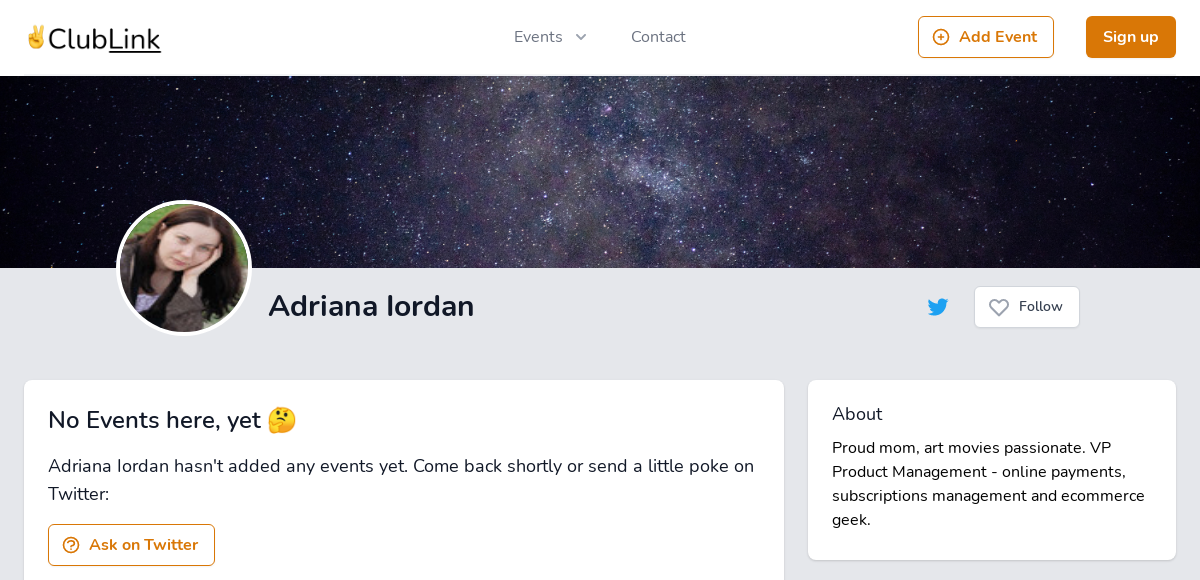 ✌️ClubLink
Events
Contact
Add Event
Sign up
Adriana Iordan
Follow
No Events here, yet 🤔
Adriana Iordan hasn't added any events yet. Come back shortly or send a little poke on
Twitter:
Ask on Twitter
About
Proud mom, art movies passionate. VP
Product Management - online payments,
subscriptions management and ecommerce
geek.